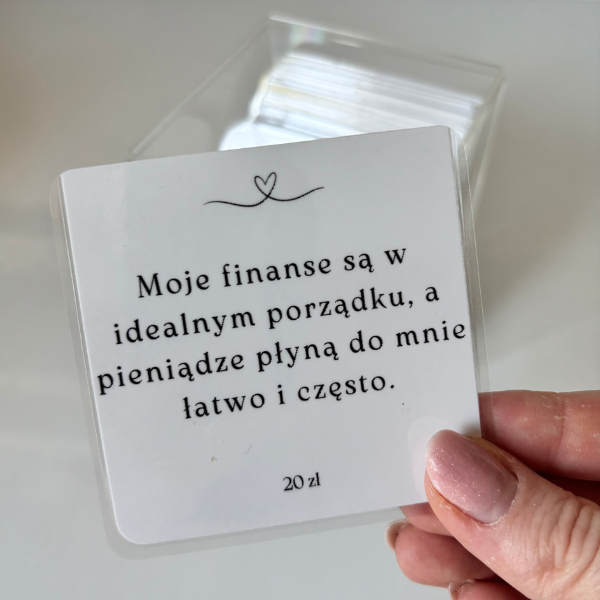 Moje finanse są w
idealnym porządku, a
pieniądze płyną do mnie
łatwo i często.
20 zł